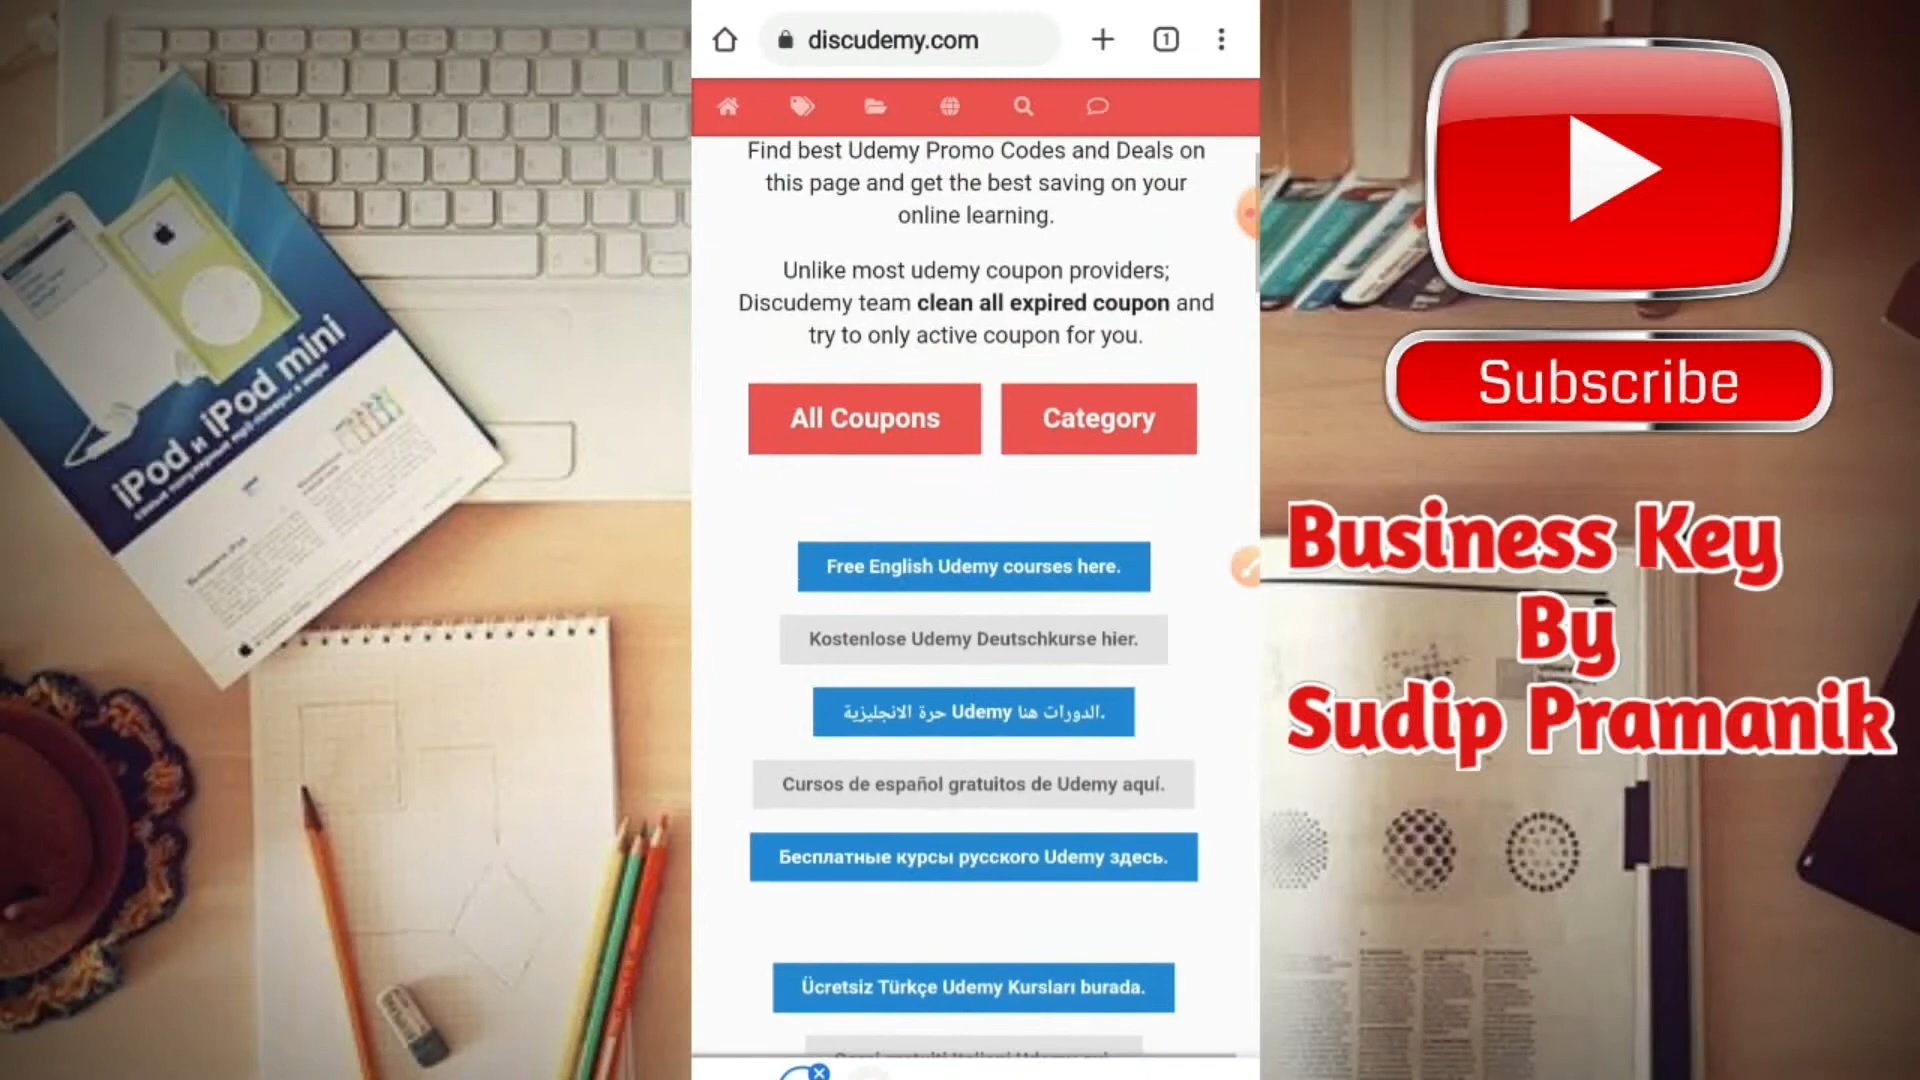 discudemy.com
1
Find best Udemy Promo Codes and Deals on
this page and get the best saving on your
online learning.
Unlike most udemy coupon providers;
Discudemy team clean all expired coupon and
try to only active coupon for you.
All Coupons
Category
Free English Udemy courses here.
Kostenlose Udemy Deutschkurse hier.
الدورات هنا Udemy حرة الانجليزية.
Cursos de español gratuitos de Udemy aquí.
Бесплатные курсы русского Udemy здесь.
Ücretsiz Türkçe Udemy Kursları burada.
Subscribe
Business Key
By
Sudip Pramanik
iPod и iPod mini